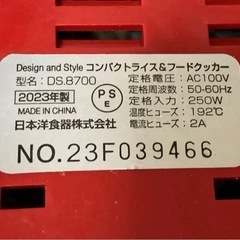 Design and Style コンパクトライス&フードクッカー
型名:DS.8700
定格電圧:AC100V
2023年製
定格周波数:50-60Hz
PSE
定格入力:250W
MADE IN CHINA
温度ヒューズ:192℃
日本洋食器株式会社
電流ヒューズ:2A
NO.23F039466